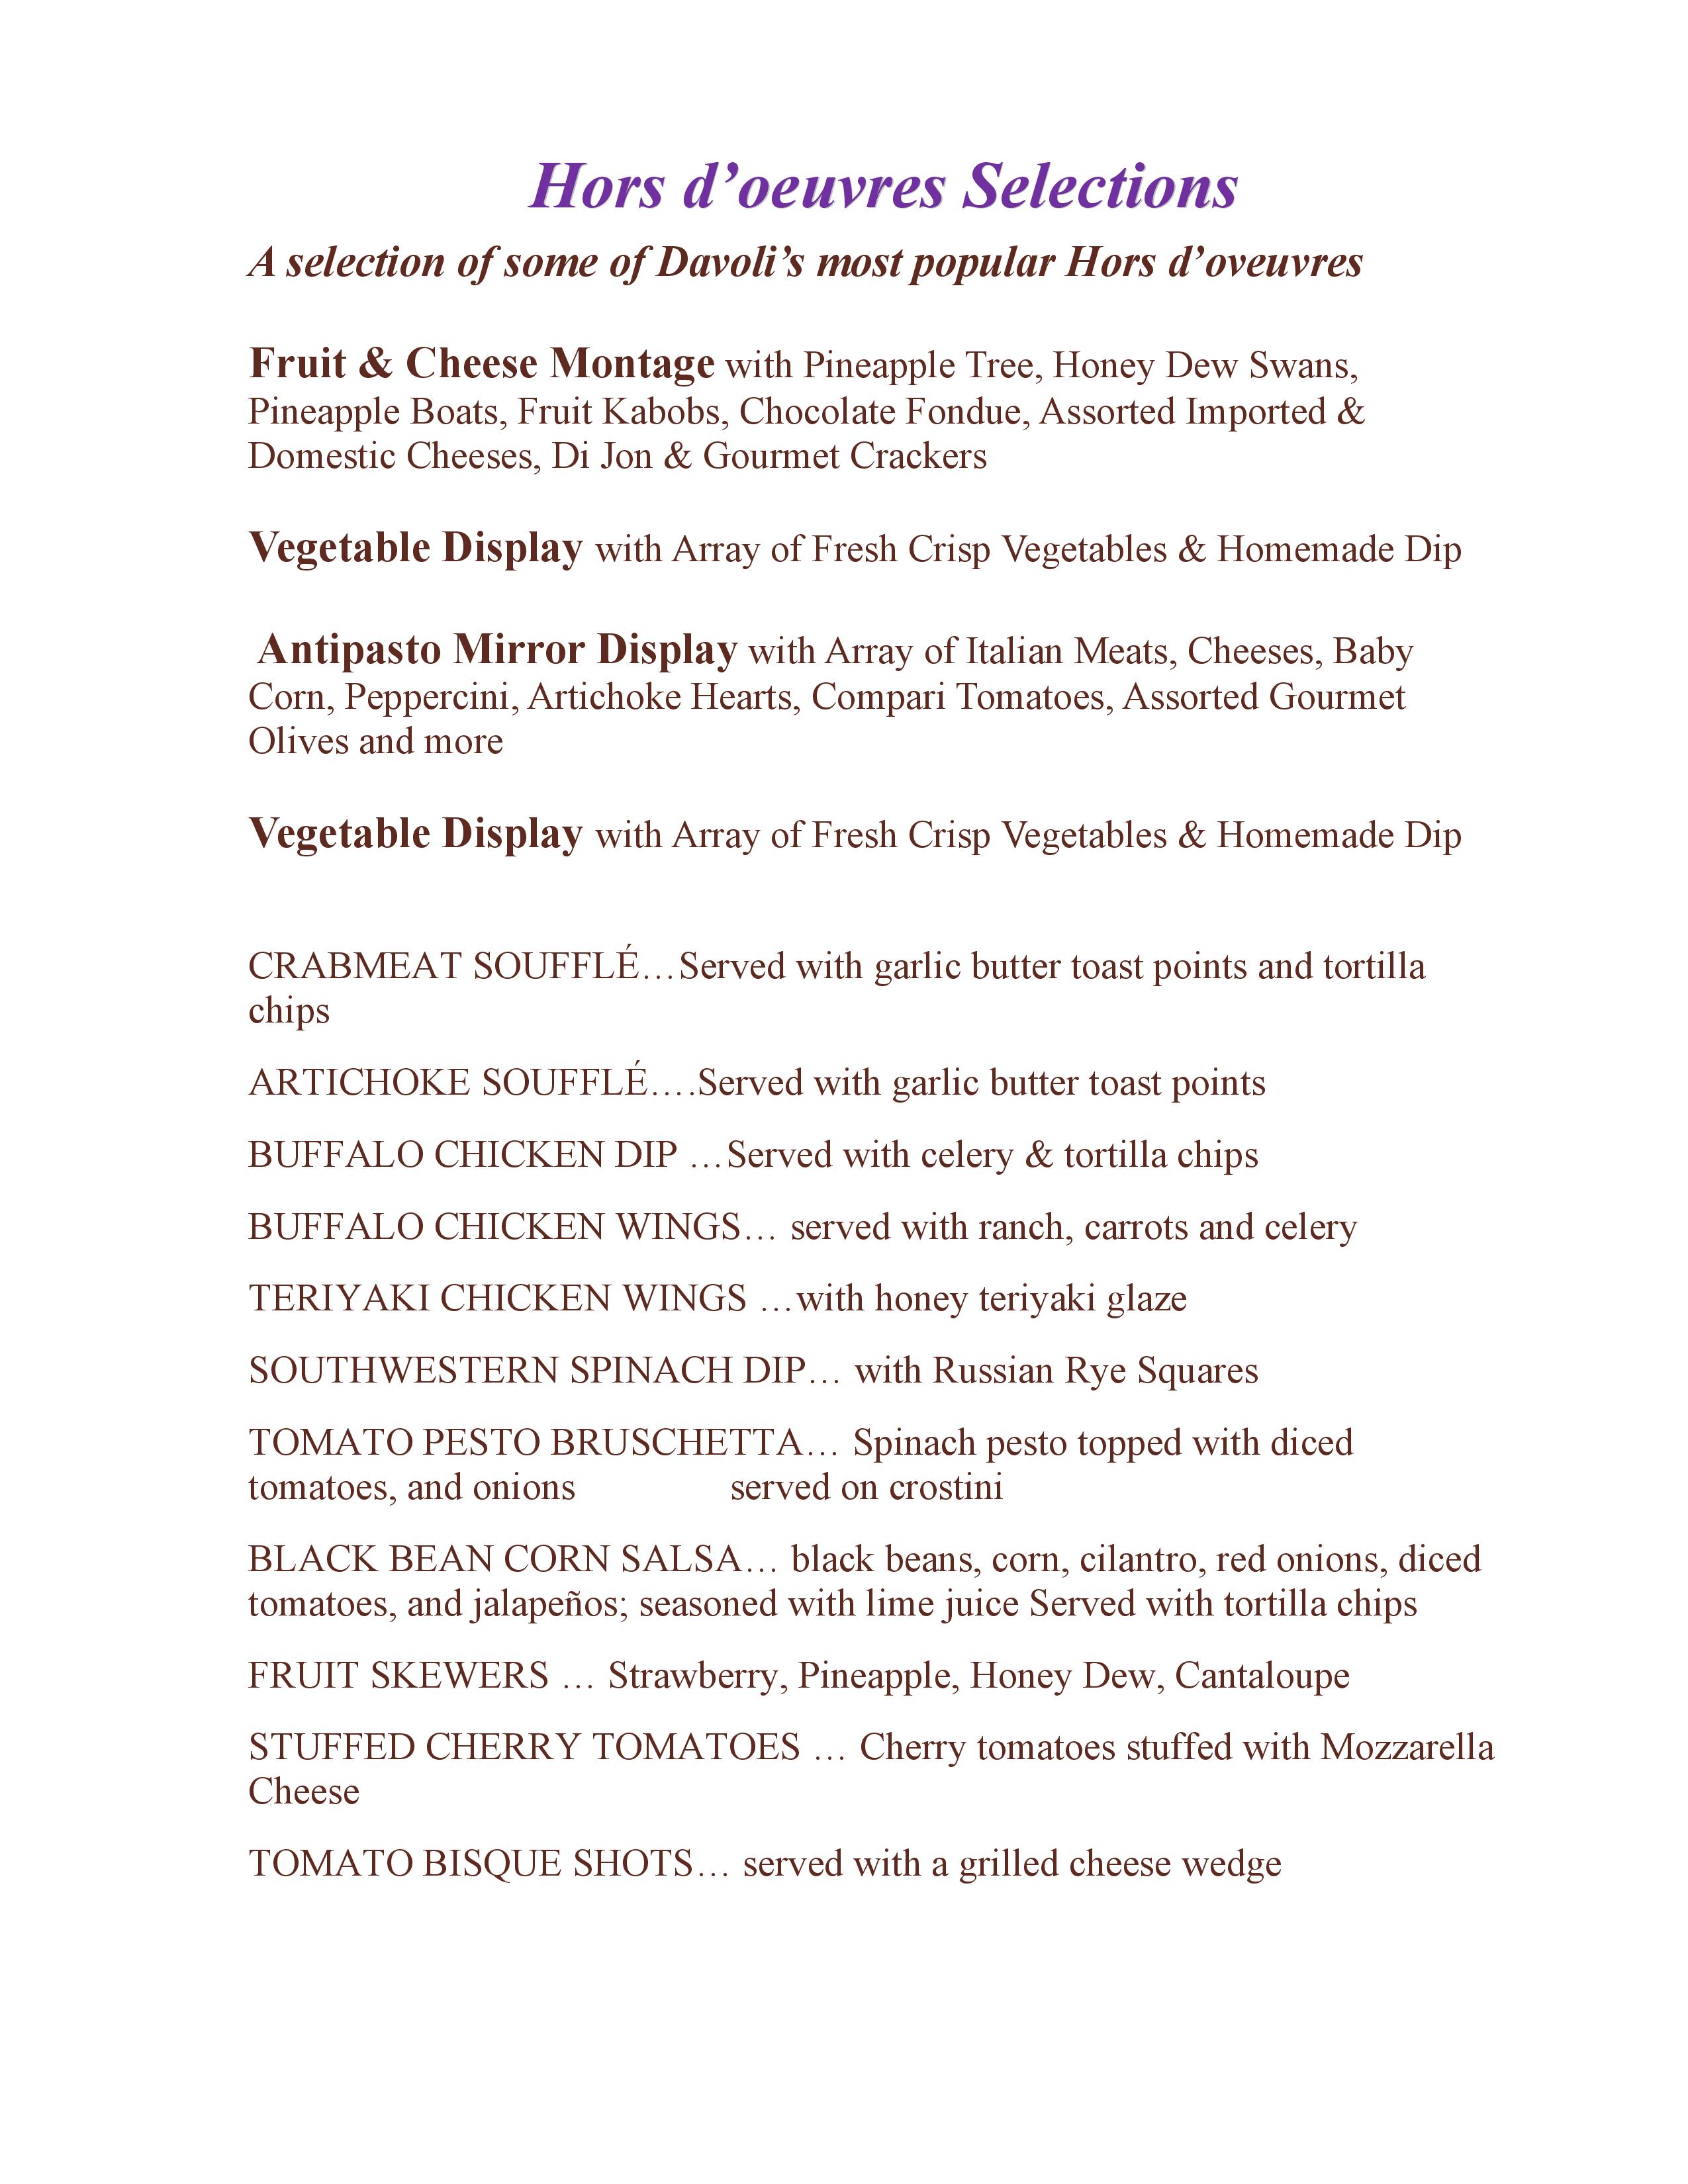 Hors d’oeuvres Selections
A selection of some of Davoli’s most popular Hors d’oveuvres
Fruit & Cheese Montage with Pineapple Tree, Honey Dew Swans,
Pineapple Boats, Fruit Kabobs, Chocolate Fondue, Assorted Imported &
Domestic Cheeses, Di Jon & Gourmet Crackers
Vegetable Display with Array of Fresh Crisp Vegetables & Homemade Dip
Antipasto Mirror Display with Array of Italian Meats, Cheeses, Baby
Corn, Peppercini, Artichoke Hearts, Compari Tomatoes, Assorted Gourmet
Olives and more
Vegetable Display with Array of Fresh Crisp Vegetables & Homemade Dip
CRABMEAT SOUFFLÉ…Served with garlic butter toast points and tortilla
chips
ARTICHOKE SOUFFLÉ….Served with garlic butter toast points
BUFFALO CHICKEN DIP …Served with celery & tortilla chips
BUFFALO CHICKEN WINGS… served with ranch, carrots and celery
TERIYAKI CHICKEN WINGS …with honey teriyaki glaze
SOUTHWESTERN SPINACH DIP… with Russian Rye Squares
TOMATO PESTO BRUSCHETTA… Spinach pesto topped with diced
tomatoes, and onions served on crostini
BLACK BEAN CORN SALSA… black beans, corn, cilantro, red onions, diced
tomatoes, and jalapeños; seasoned with lime juice Served with tortilla chips
FRUIT SKEWERS … Strawberry, Pineapple, Honey Dew, Cantaloupe
STUFFED CHERRY TOMATOES … Cherry tomatoes stuffed with Mozzarella
Cheese
TOMATO BISQUE SHOTS… served with a grilled cheese wedge